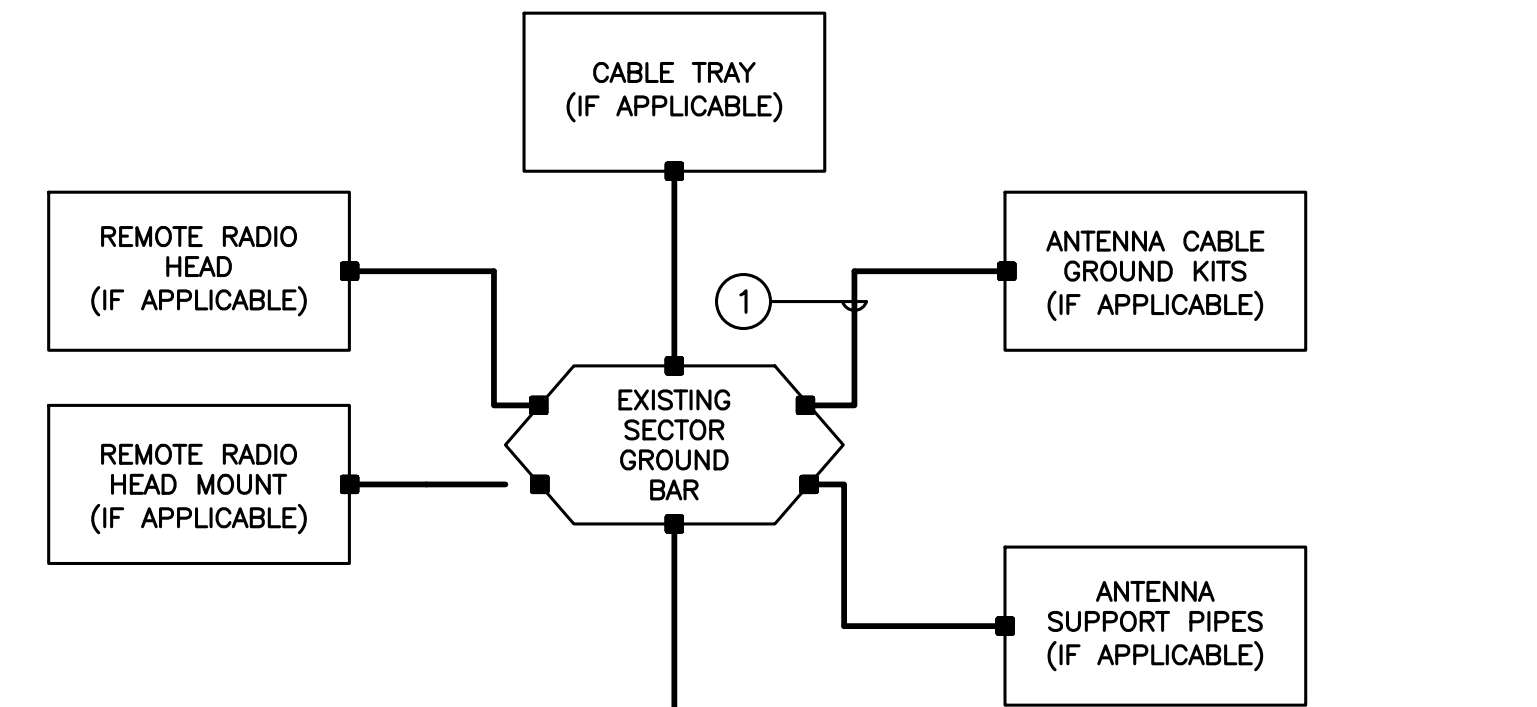 CABLE TRAY
(IF APPLICABLE)
REMOTE RADIO
HEAD
(IF APPLICABLE)
ANTENNA CABLE
GROUND KITS
(IF APPLICABLE)
1
EXISTING
SECTOR
GROUND
BAR
REMOTE RADIO
HEAD MOUNT
(IF APPLICABLE)
ANTENNA
SUPPORT PIPES
(IF APPLICABLE)